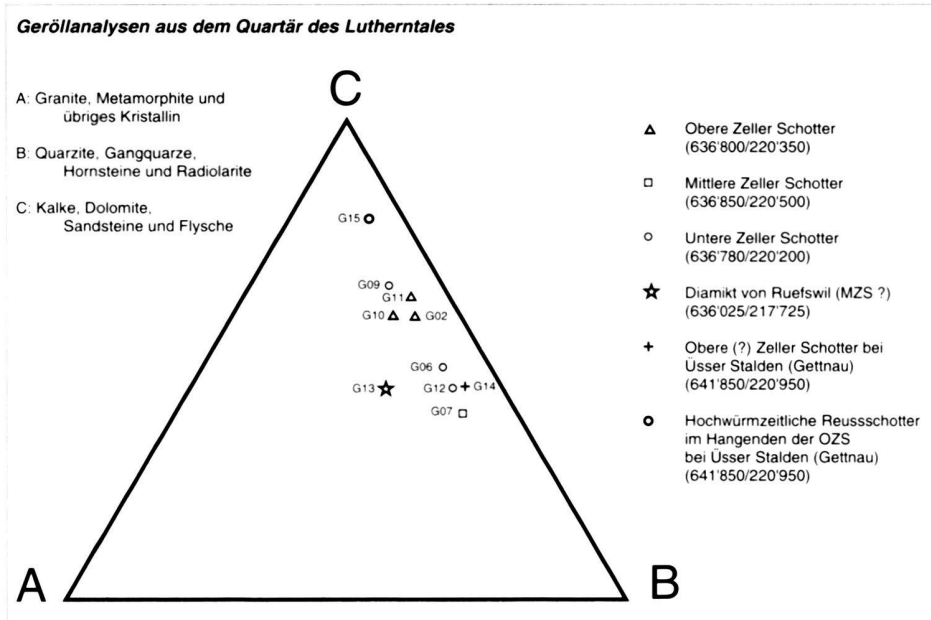 Geröllanalysen aus dem Quartär des Lutherntales
A: Granite, Metamorphite und
übriges Kristallin
B: Quarzite, Gangquarze,
Hornsteine und Radiolarite
C: Kalke, Dolomite,
Sandsteine und Flysche
C
G15
G09
G11
G10
G02
G06
G13
G12
G14
G07
A
B
Obere Zeller Schotter
(636'800/220'350)
Mittlere Zeller Schotter
(636'850/220'500)
Untere Zeller Schotter
(636'780/220'200)
Diamikt von Ruefswil (MZS ?)
(636'025/217'725)
Obere (?) Zeller Schotter bei
Üsser Stalden (Gettnau)
(641'850/220'950)
Hochwürmzeitliche Reussschotter
im Hangenden der OZS
bei Üsser Stalden (Gettnau)
(641'850/220'950)